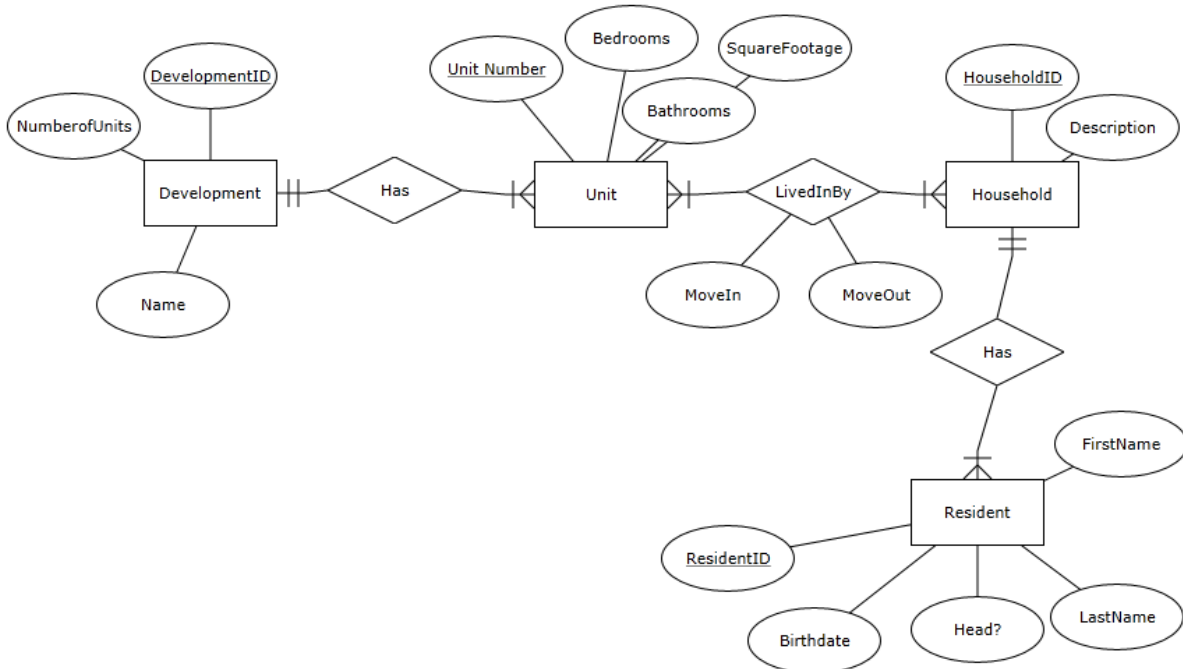 Bedrooms
SquareFootage
Unit Number
DevelopmentID
HouseholdID
NumberofUnits
Bathrooms
Description
Development
Has
Unit
LivedInBy
Household
Name
MoveIn
MoveOut
Has
FirstName
Resident
ResidentID
LastName
Birthdate
Head?